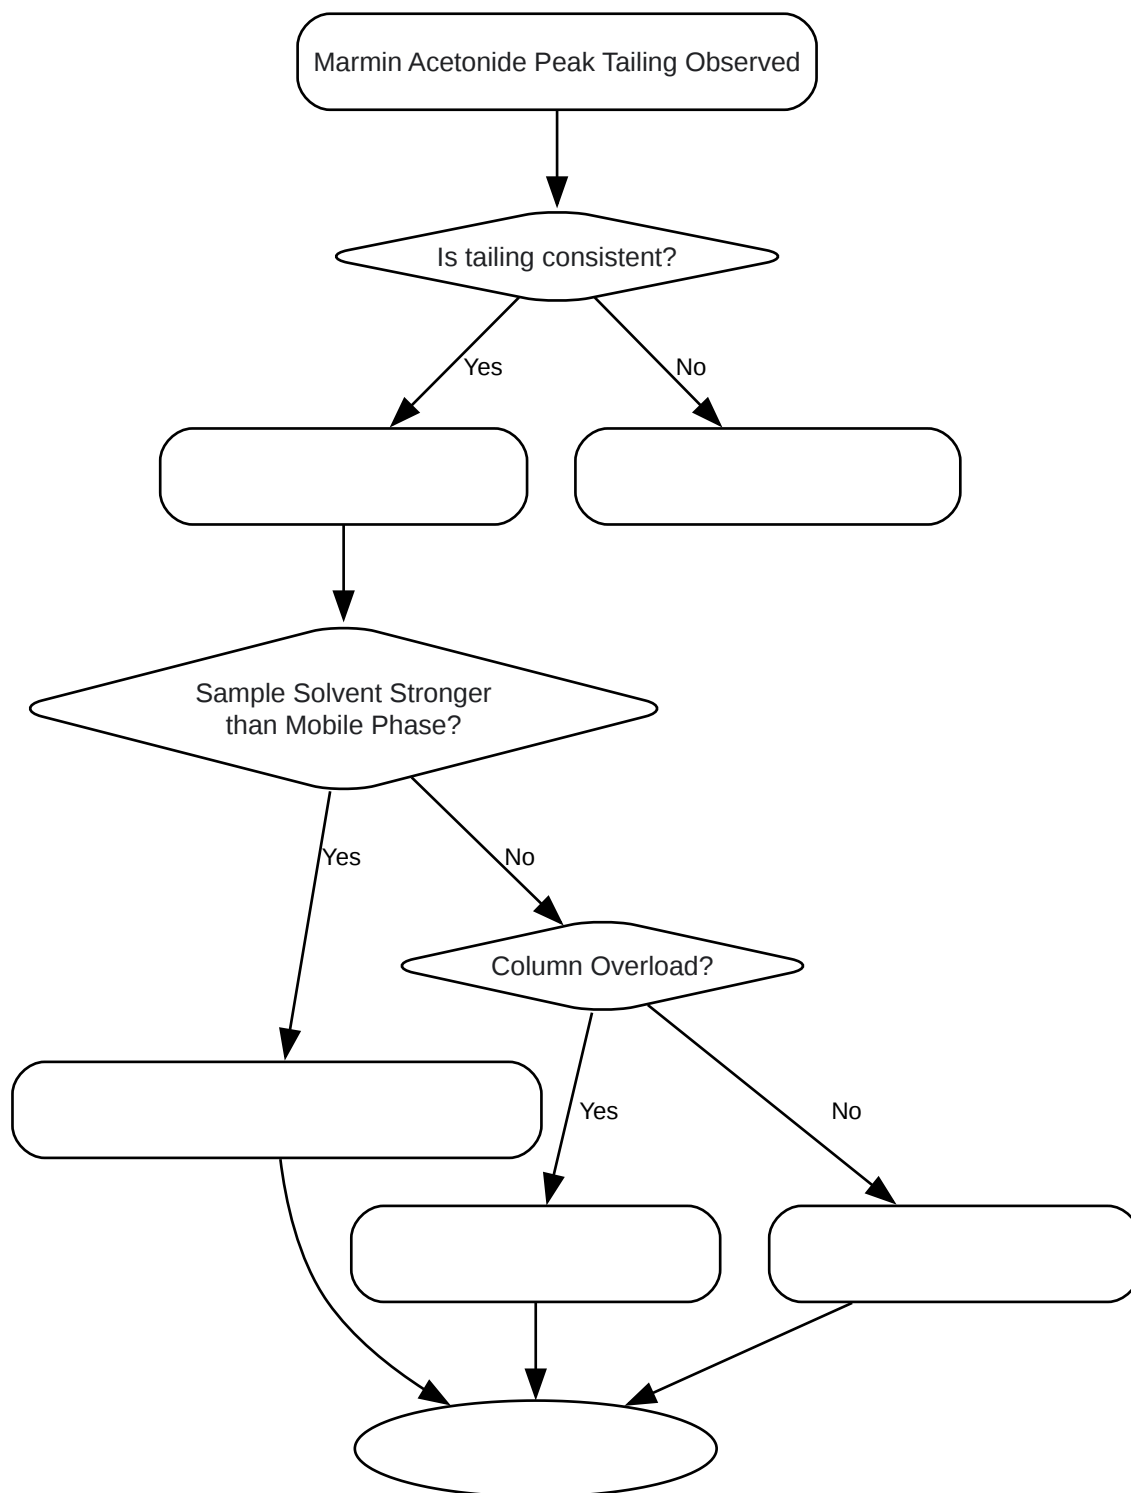 Marmin Acetonide Peak Tailing Observed
Is tailing consistent?
Yes
No
Sample Solvent Stronger
than Mobile Phase?
Yes
No
Column Overload?
Yes
No